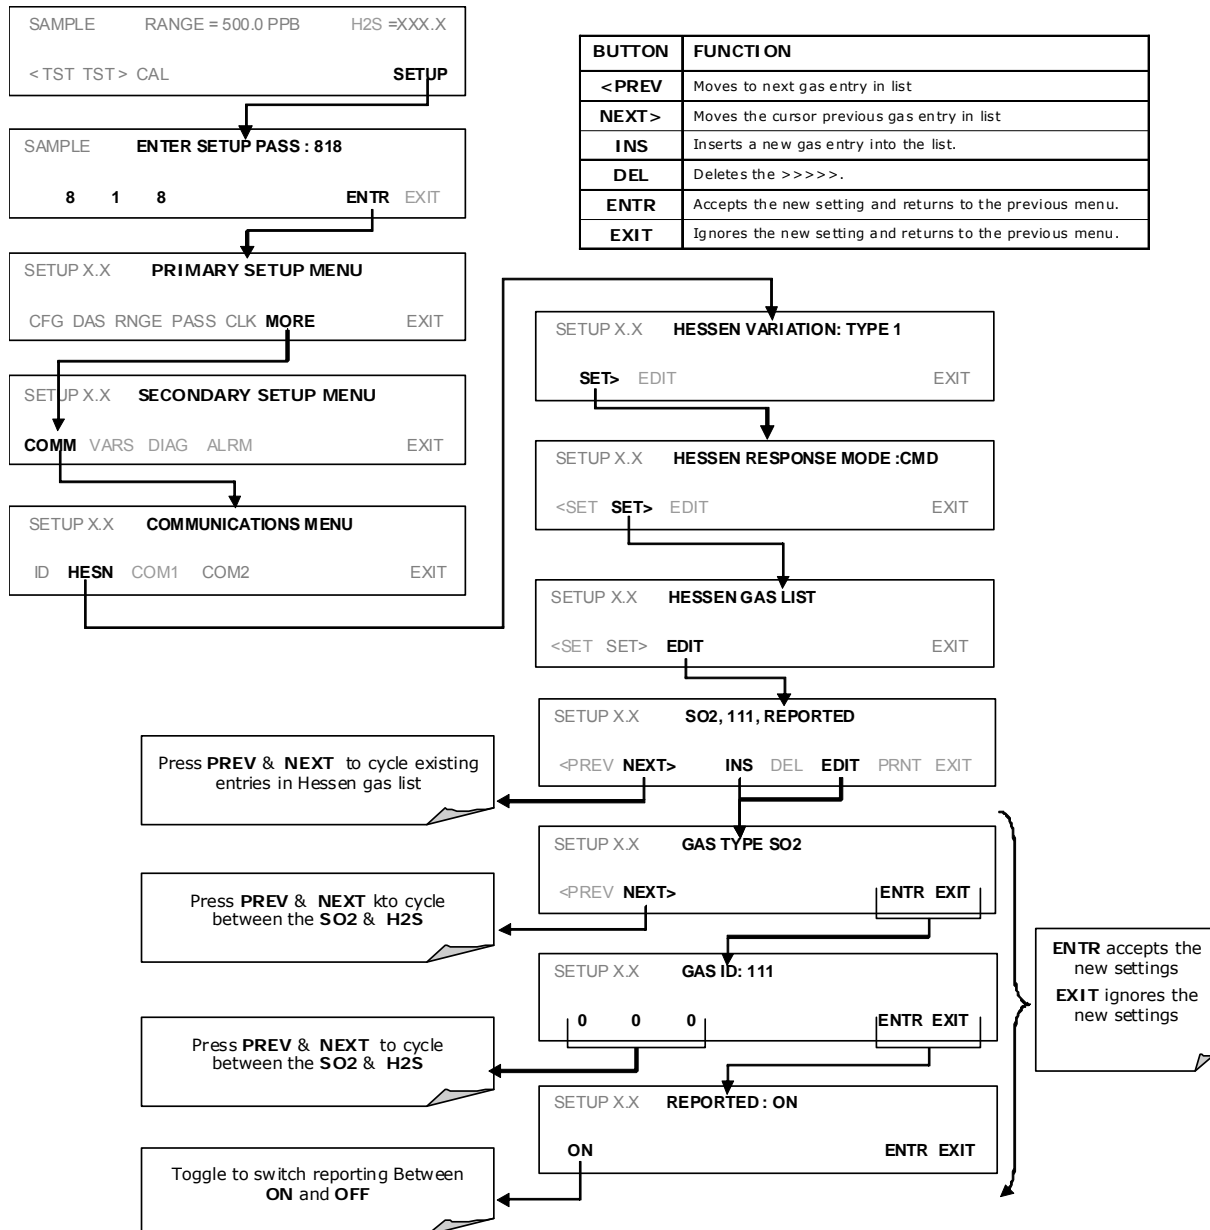 SAMPLE RANGE = 500.0 PPB H2S =XXX.X
< TST TST > CAL SETUP
SAMPLE ENTER SETUP PASS : 818
8 1 8 ENTR EXIT
SETUP X.X PRIMARY SETUP MENU
CFG DAS RNGE PASS CLK MORE EXIT
SETUP X.X SECONDARY SETUP MENU
COMM VARS DIAG ALRM EXIT
SETUP X.X COMMUNICATIONS MENU
ID HESN COM1 COM2 EXIT
BUTTON FUNCTION
<PREV Moves to next gas entry in list
NEXT> Moves the cursor previous gas entry in list
INS Inserts a new gas entry into the list.
DEL Deletes the >>>>>.
ENTR Accepts the new setting and returns to the previous menu.
EXIT Ignores the new setting and returns to the previous menu.
SETUP X.X HESSEN VARIATION: TYPE 1
SET> EDIT EXIT
SETUP X.X HESSEN RESPONSE MODE :CMD
<SET SET> EDIT EXIT
SETUP X.X HESSEN GAS LIST
<SET SET> EDIT EXIT
SETUP X.X SO2, 111, REPORTED
<PREV NEXT> INS DEL EDIT PRNT EXIT
Press PREV & NEXT to cycle existing
entries in Hessen gas list
SETUP X.X GAS TYPE SO2
<PREV NEXT> ENTR EXIT
Press PREV & NEXT kto cycle
between the SO2 & H2S
SETUP X.X GAS ID: 111
0 0 0 ENTR EXIT
Press PREV & NEXT to cycle
between the SO2 & H2S
SETUP X.X REPORTED : ON
ON ENTR EXIT
Toggle to switch reporting Between
ON and OFF
ENTR accepts the
new settings
EXIT ignores the
new settings